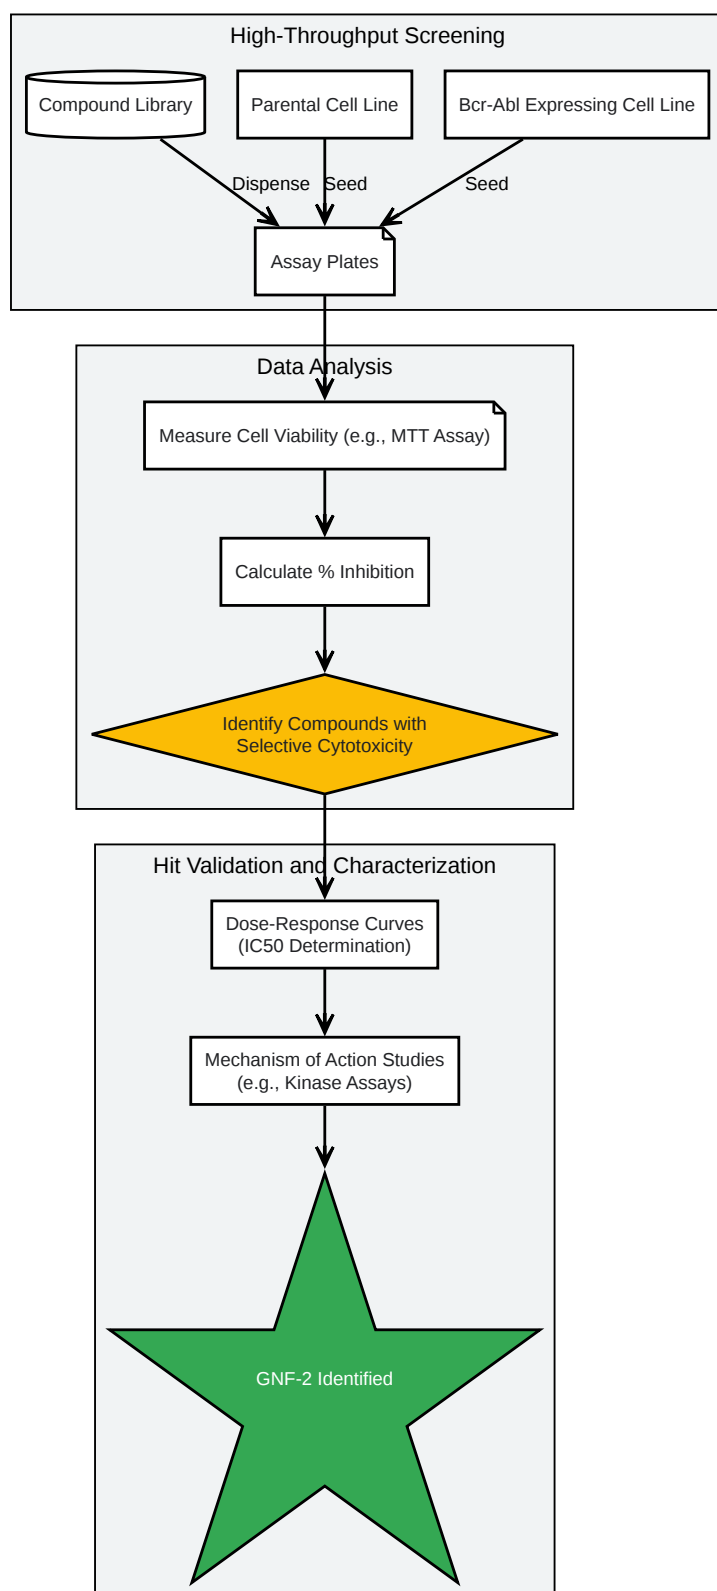 High-Throughput Screening
Compound Library
Parental Cell Line
Bcr-Abl Expressing Cell Line
Dispense
Seed
Seed
Assay Plates
Data Analysis
Measure Cell Viability (e.g., MTT Assay)
Calculate % Inhibition
Identify Compounds with
Selective Cytotoxicity
Hit Validation and Characterization
Dose-Response Curves
(IC50 Determination)
Mechanism of Action Studies
(e.g., Kinase Assays)
GNF-2 Identified